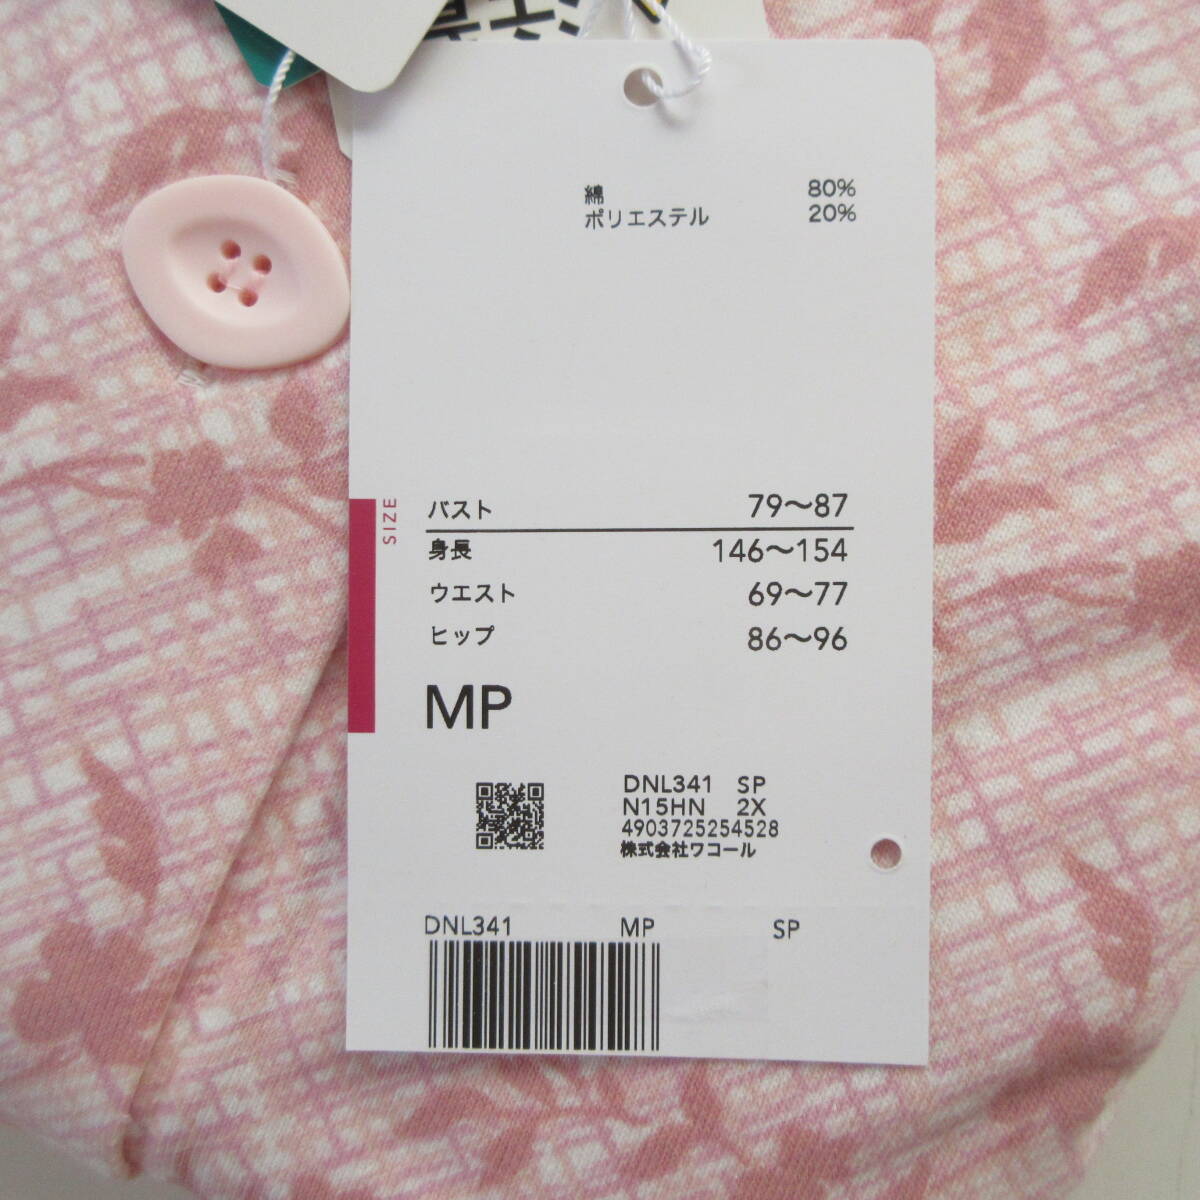 綿 80%
ポリエステル 20%
SIZE
バスト 79〜87
身長 146〜154
ウエスト 69〜77
ヒップ 86〜96
MP
DNL341 SP
N15HN 2X
4903725254528
株式会社ワコール
DNL341 MP SP